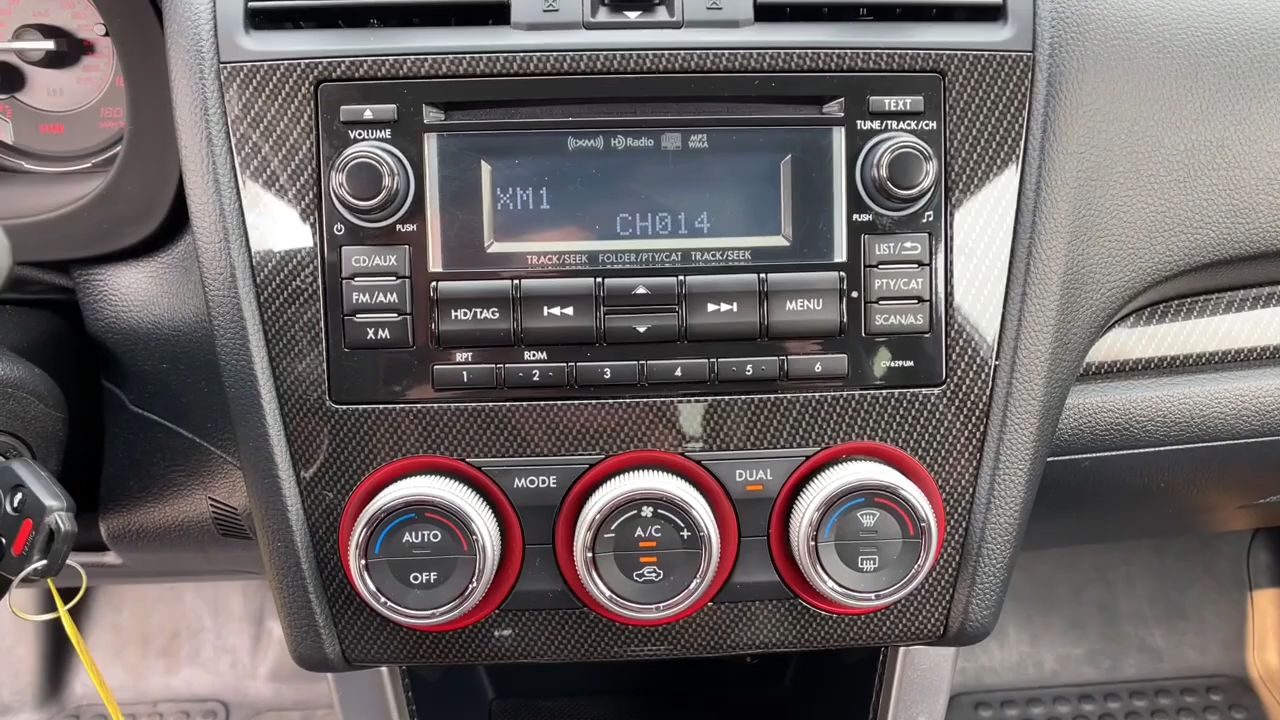 TEXT
VOLUME
TUNE/TRACK/CH
((XM)) HD Radio MP3
WMA
XM1
CH014
PUSH
PUSH
TRACK/SEEK FOLDER/PTY/CAT TRACK/SEEK
CD/AUX
LIST/
FM/AM
PTY/CAT
XM
SCAN/A.S
HD/TAG
MENU
RPT RDM
1 2 3 4 5 6
CV629UM
MODE
DUAL
AUTO
OFF
A/C
- +
180